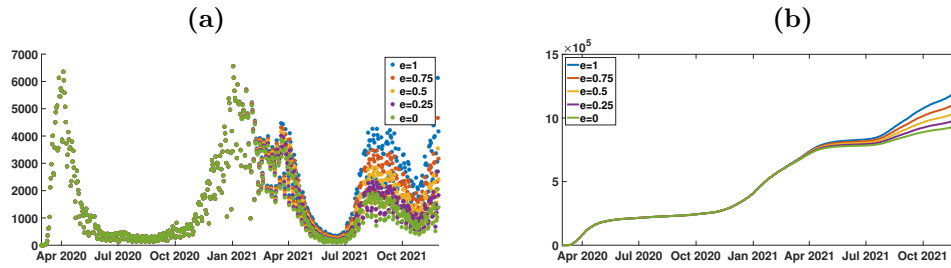 (a)
7000
6000
5000
4000
3000
2000
1000
0
Apr 2020 Jul 2020 Oct 2020 Jan 2021 Apr 2021 Jul 2021 Oct 2021
e=1
e=0.75
e=0.5
e=0.25
e=0
(b)
×10⁵
15
10
5
0
Apr 2020 Jul 2020 Oct 2020 Jan 2021 Apr 2021 Jul 2021 Oct 2021
e=1
e=0.75
e=0.5
e=0.25
e=0